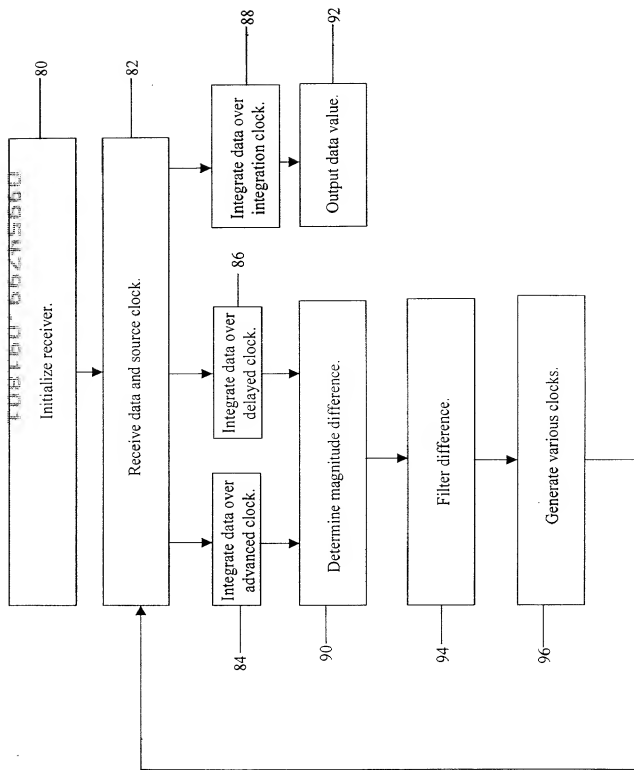 Initialize receiver.
80
Receive data and source clock.
82
Integrate data over
advanced clock.
84
Integrate data over
delayed clock.
86
Integrate data over
integration clock.
88
Determine magnitude difference.
90
Output data value.
92
Filter difference.
94
Generate various clocks.
96